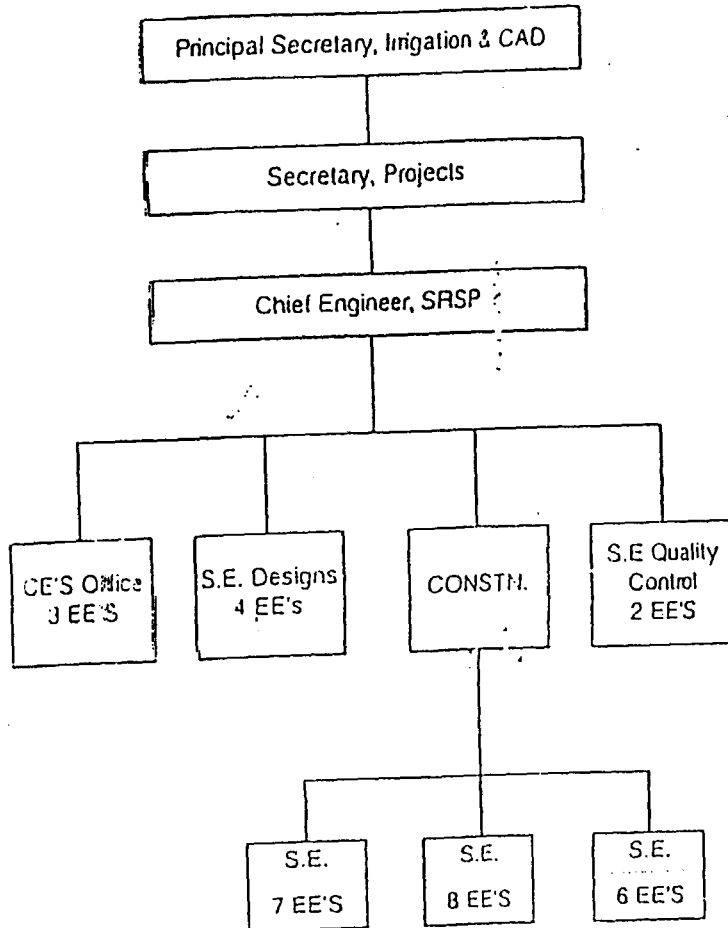 Principal Secretary, Irrigation & CAD
Secretary, Projects
Chief Engineer, SRSP
CE'S Office
3 EE'S
S.E. Designs
4 EE's
CONSTN.
S.E Quality
Control
2 EE'S
S.E.
7 EE'S
S.E.
8 EE'S
S.E.
6 EE'S